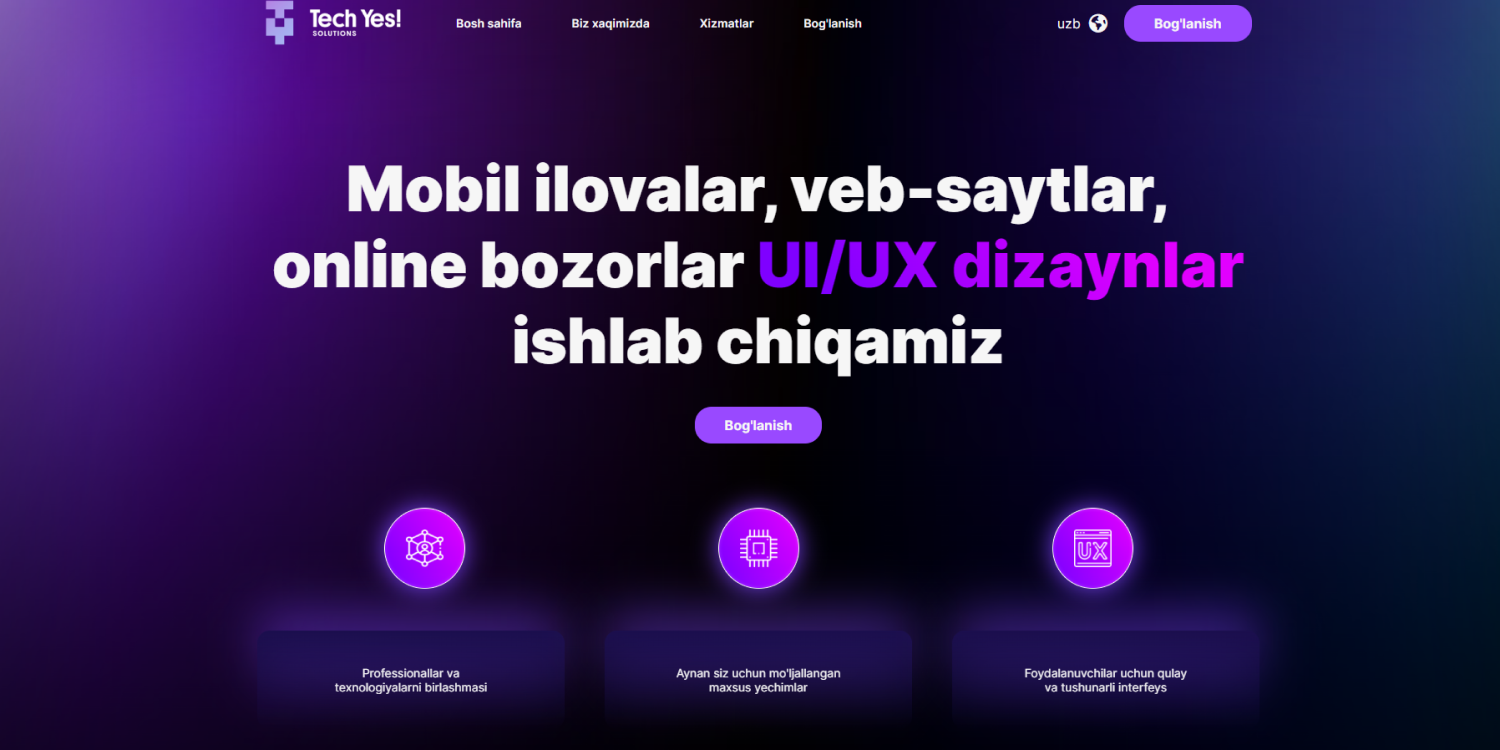 Tech Yes!
SOLUTIONS
Bosh sahifa
Biz xaqimizda
Xizmatlar
Bog'lanish
uzb
Bog'lanish
Mobil ilovalar, veb-saytlar,
online bozorlar UI/UX dizaynlar
ishlab chiqamiz
Bog'lanish
UX
Professionallar va
texnologiyalarni birlashmasi
Aynan siz uchun mo'ljallangan
maxsus yechimlar
Foydalanuvchilar uchun qulay
va tushunarli interfeys